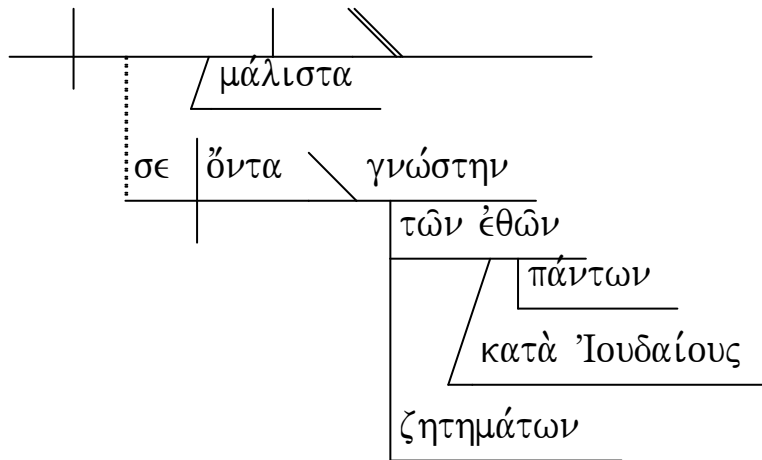 μάλιστα
σε ὄντα γνώστην
τῶν ἐθῶν
πάντων
κατὰ Ἰουδαίους
ζητημάτων